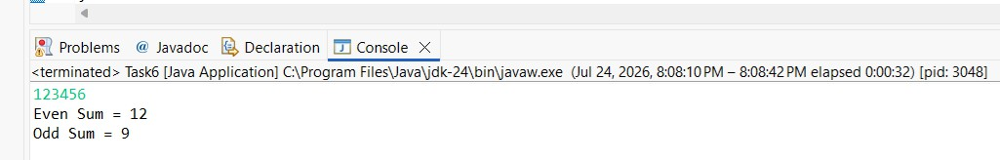 Problems @ Javadoc Declaration Console
<terminated> Task6 [Java Application] C:\Program Files\Java\jdk-24\bin\javaw.exe (Jul 24, 2026, 8:08:10 PM – 8:08:42 PM elapsed 0:00:32) [pid: 3048]
123456
Even Sum = 12
Odd Sum = 9